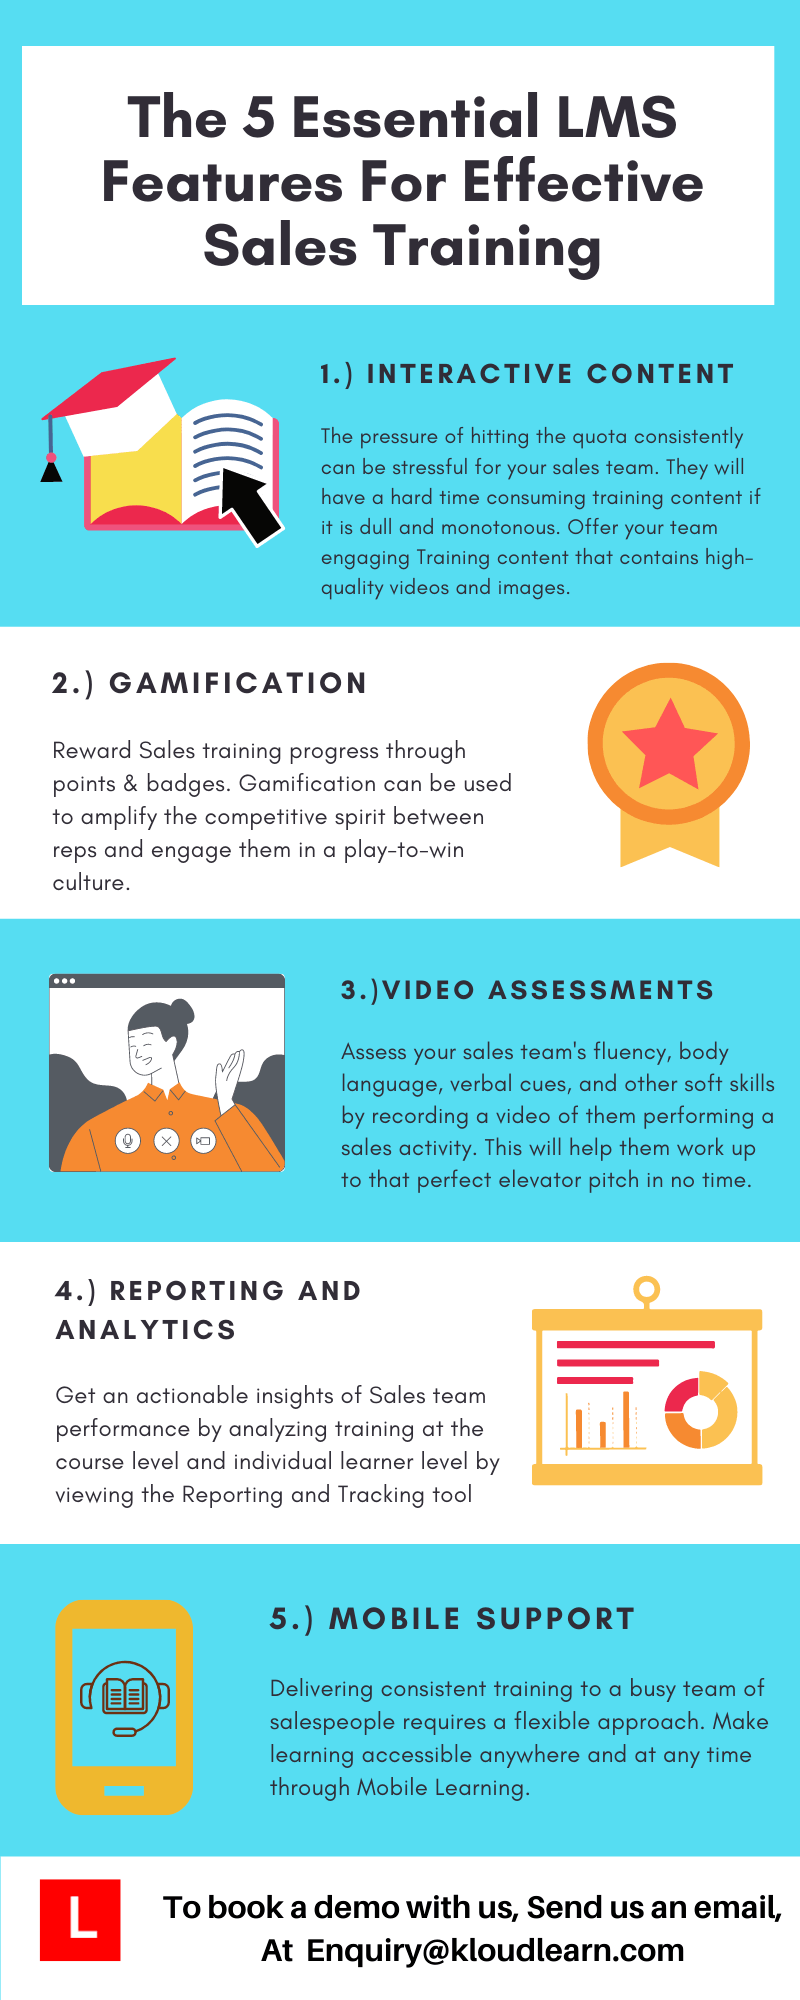 The 5 Essential LMS
Features For Effective
Sales Training
1.) INTERACTIVE CONTENT
The pressure of hitting the quota consistently
can be stressful for your sales team. They will
have a hard time consuming training content if
it is dull and monotonous. Offer your team
engaging Training content that contains high-
quality videos and images.
2.) GAMIFICATION
Reward Sales training progress through
points & badges. Gamification can be used
to amplify the competitive spirit between
reps and engage them in a play-to-win
culture.
3.)VIDEO ASSESSMENTS
Assess your sales team's fluency, body
language, verbal cues, and other soft skills
by recording a video of them performing a
sales activity. This will help them work up
to that perfect elevator pitch in no time.
4.) REPORTING AND
ANALYTICS
Get an actionable insights of Sales team
performance by analyzing training at the
course level and individual learner level by
viewing the Reporting and Tracking tool
5.) MOBILE SUPPORT
Delivering consistent training to a busy team of
salespeople requires a flexible approach. Make
learning accessible anywhere and at any time
through Mobile Learning.
L
To book a demo with us, Send us an email,
At Enquiry@kloudlearn.com